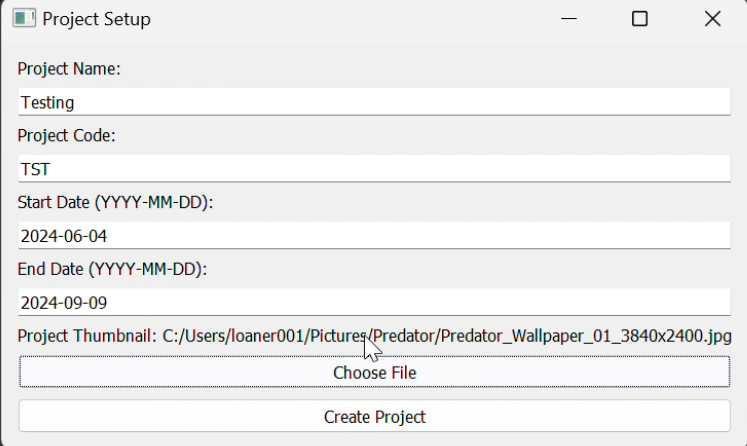 Project Setup
Project Name:
Testing
Project Code:
TST
Start Date (YYYY-MM-DD):
2024-06-04
End Date (YYYY-MM-DD):
2024-09-09
Project Thumbnail: C:/Users/loaner001/Pictures/Predator/Predator_Wallpaper_01_3840x2400.jpg
Choose File
Create Project